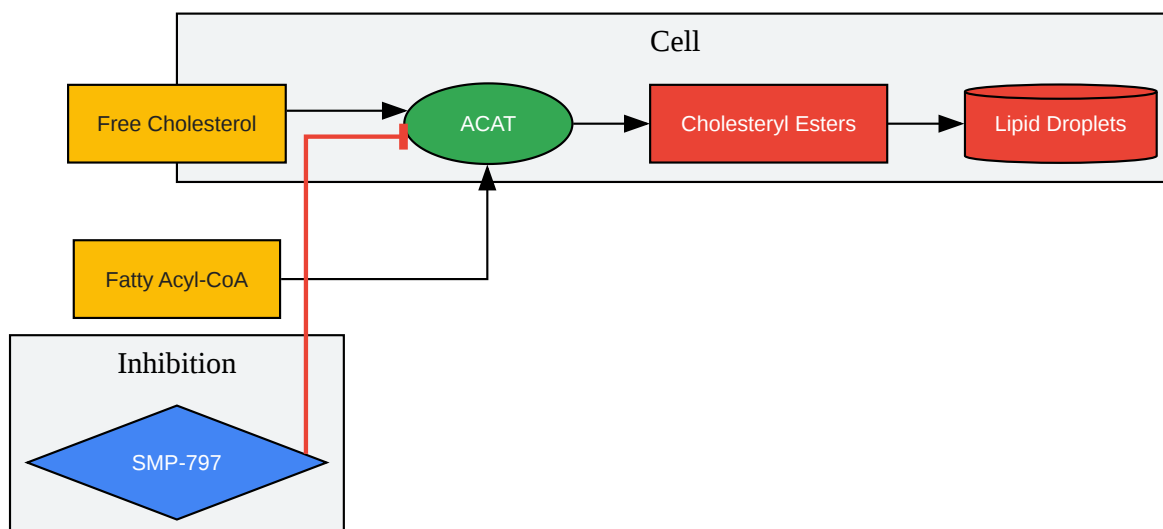 Cell
Free Cholesterol
ACAT
Cholesteryl Esters
Lipid Droplets
Fatty Acyl-CoA
Inhibition
SMP-797